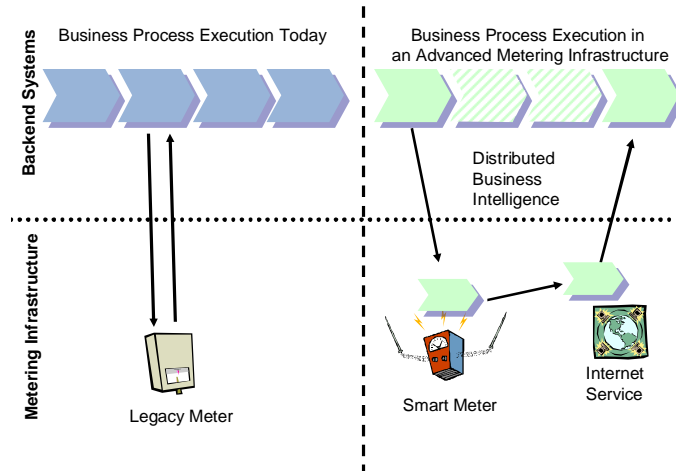 Business Process Execution Today
Business Process Execution in
an Advanced Metering Infrastructure
Backend Systems
Distributed
Business
Intelligence
Metering Infrastructure
Legacy Meter
Smart Meter
Internet
Service